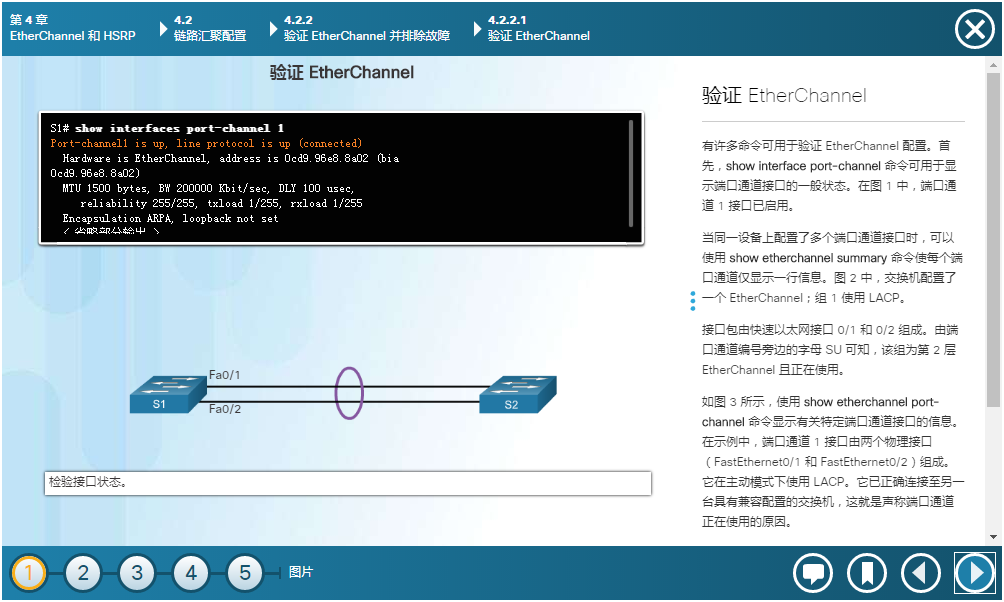 第 4 章
EtherChannel 和 HSRP
4.2
链路汇聚配置
4.2.2
验证 EtherChannel 并排除故障
4.2.2.1
验证 EtherChannel
验证 EtherChannel
S1# show interfaces port-channel 1
Port-channel1 is up, line protocol is up (connected)
Hardware is EtherChannel, address is 0cd9.96e8.8a02 (bia
0cd9.96e8.8a02)
MTU 1500 bytes, BW 200000 Kbit/sec, DLY 100 usec,
reliability 255/255, txload 1/255, rxload 1/255
Encapsulation ARPA, loopback not set
Fa0/1
S1
Fa0/2
S2
检验接口状态。
验证 EtherChannel
有许多命令可用于验证 EtherChannel 配置。首
先，show interface port-channel 命令可用于显
示端口通道接口的一般状态。在图 1 中，端口通
道 1 接口已启用。
当同一设备上配置了多个端口通道接口时，可以
使用 show etherchannel summary 命令使每个端
口通道仅显示一行信息。图 2 中，交换机配置了
一个 EtherChannel；组 1 使用 LACP。
接口包由快速以太网接口 0/1 和 0/2 组成。由端
口通道编号旁边的字母 SU 可知，该组为第 2 层
EtherChannel 且正在使用。
如图 3 所示，使用 show etherchannel port-
channel 命令显示有关特定端口通道接口的信息。
在示例中，端口通道 1 接口由两个物理接口
（FastEthernet0/1 和 FastEthernet0/2）组成。
它在主动模式下使用 LACP。它已正确连接至另一
台具有兼容配置的交换机，这就是声称端口通道
正在使用的原因。
1
2
3
4
5
图片